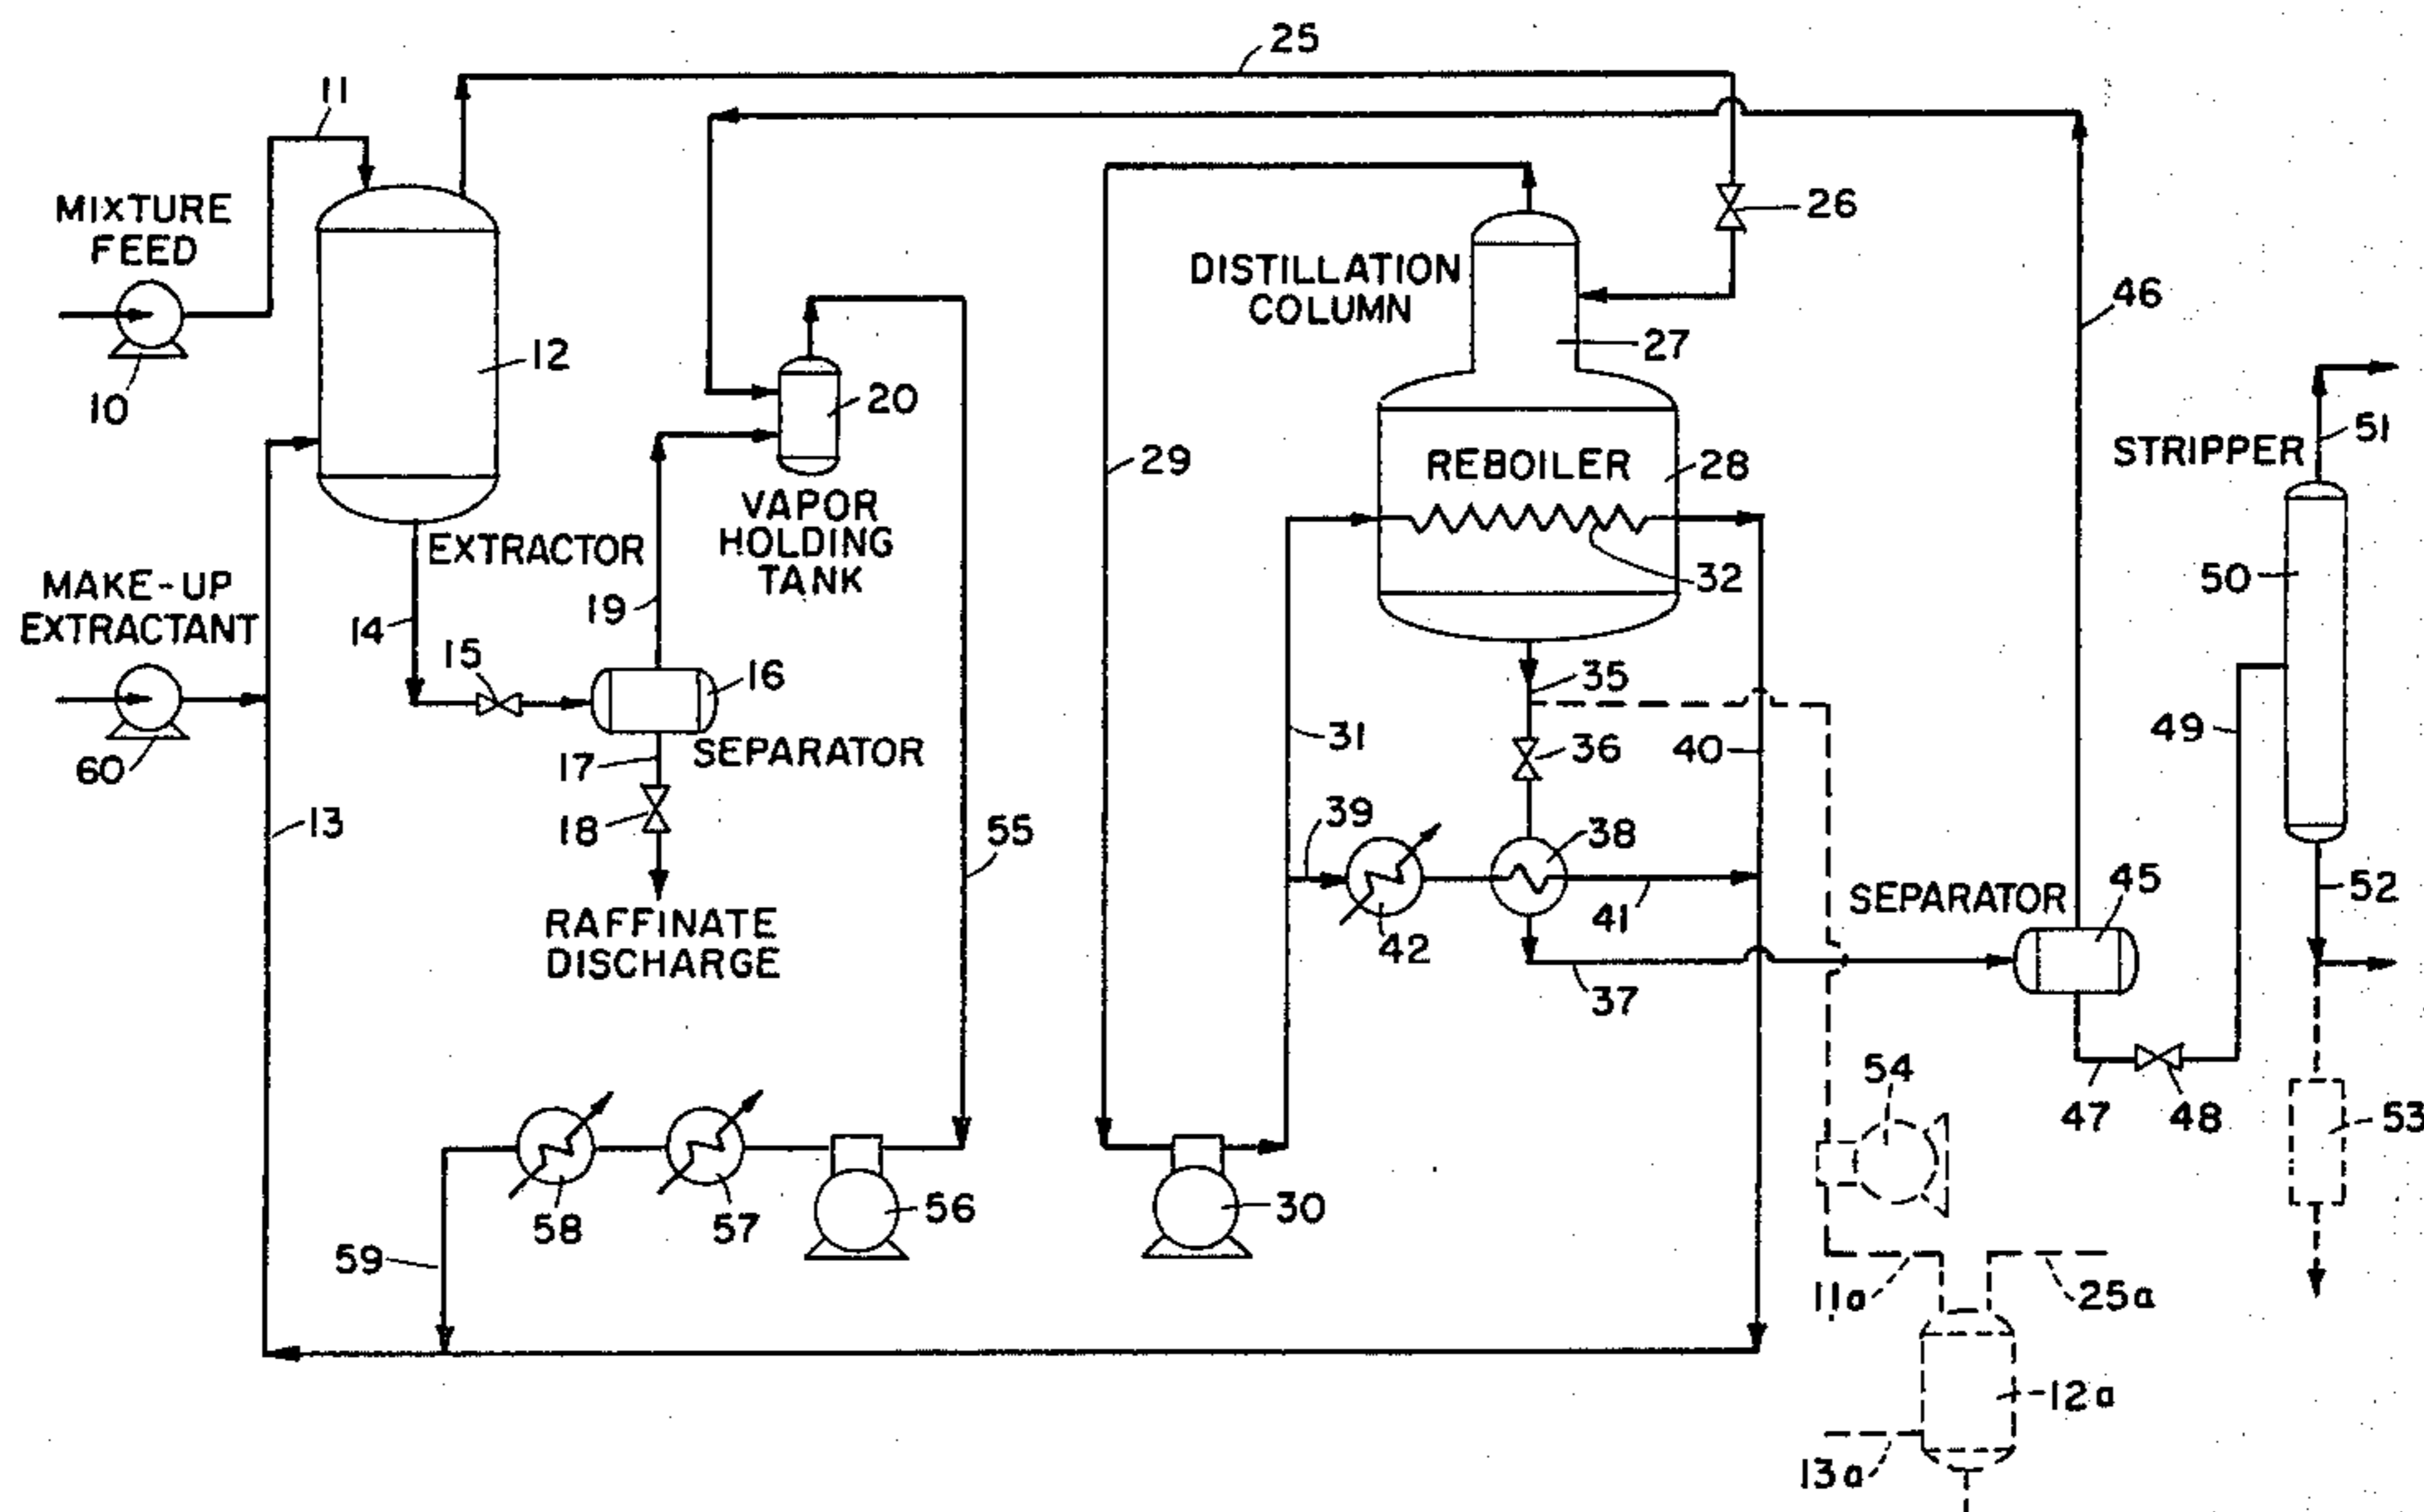 25
11
MIXTURE
FEED
10
12
EXTRACTOR
MAKE-UP
EXTRACTANT
60
13
14
15
16
SEPARATOR
17
18
RAFFINATE
DISCHARGE
19
20
VAPOR
HOLDING
TANK
55
56
57
58
59
26
DISTILLATION
COLUMN
27
REBOILER
28
32
29
30
31
35
36
38
39
42
41
40
37
46
SEPARATOR
45
47
48
49
STRIPPER
50
51
52
53
54
11a
25a
12a
13a